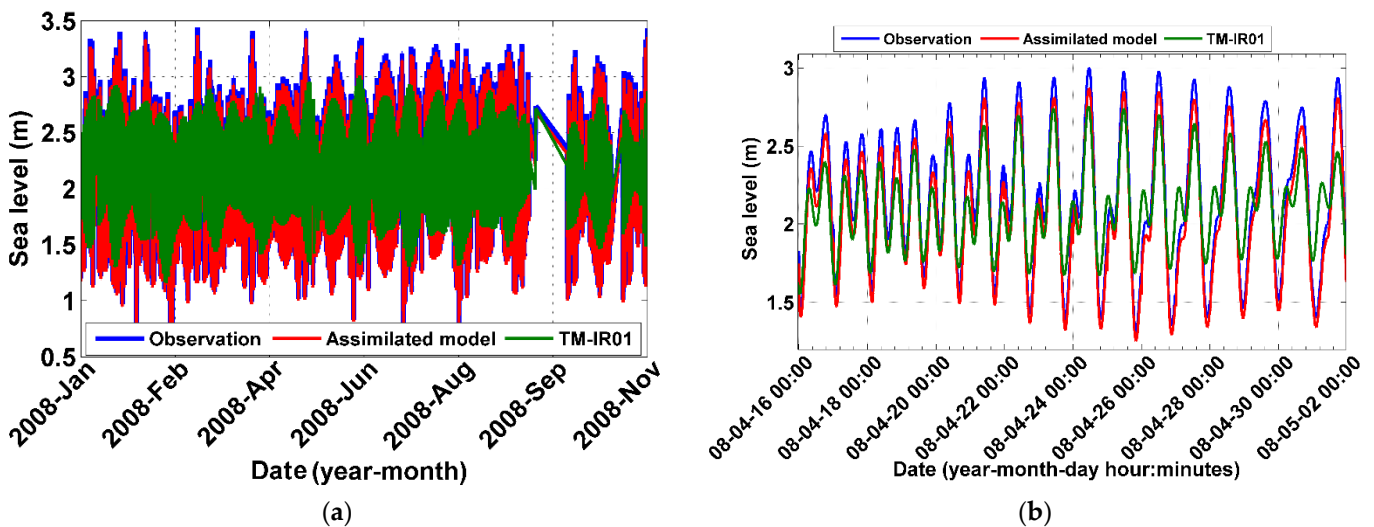 Observation Assimilated model TM-IR01
Sea level (m)
3.5
3
2.5
2
1.5
1
0.5
Observation Assimilated model TM-IR01
2008-Jan 2008-Feb 2008-Apr 2008-Jun 2008-Aug 2008-Sep 2008-Nov
Date (year-month)
(a)
Sea level (m)
3
2.5
2
1.5
08-04-16 00:00 08-04-18 00:00 08-04-20 00:00 08-04-22 00:00 08-04-24 00:00 08-04-26 00:00 08-04-28 00:00 08-04-30 00:00 08-05-02 00:00
Date (year-month-day hour:minutes)
(b)